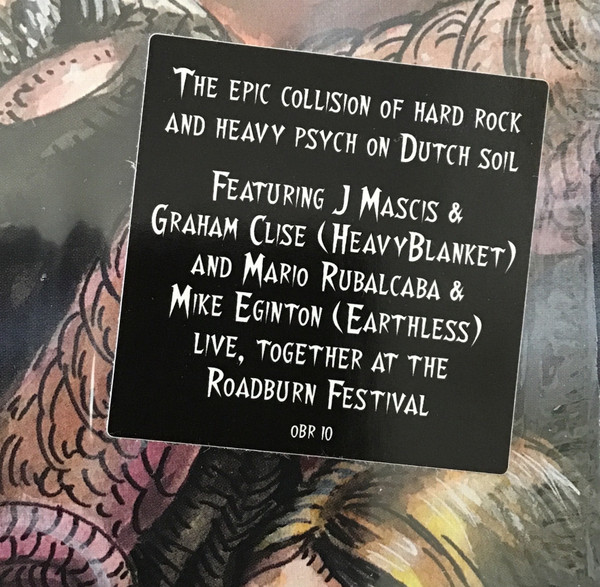 The epic collision of hard rock
and heavy psych on Dutch soil
Featuring J Mascis &
Graham Clise (HeavyBlanket)
and Mario Rubalcaba &
Mike Eginton (Earthless)
live, together at the
Roadburn Festival
OBR 10